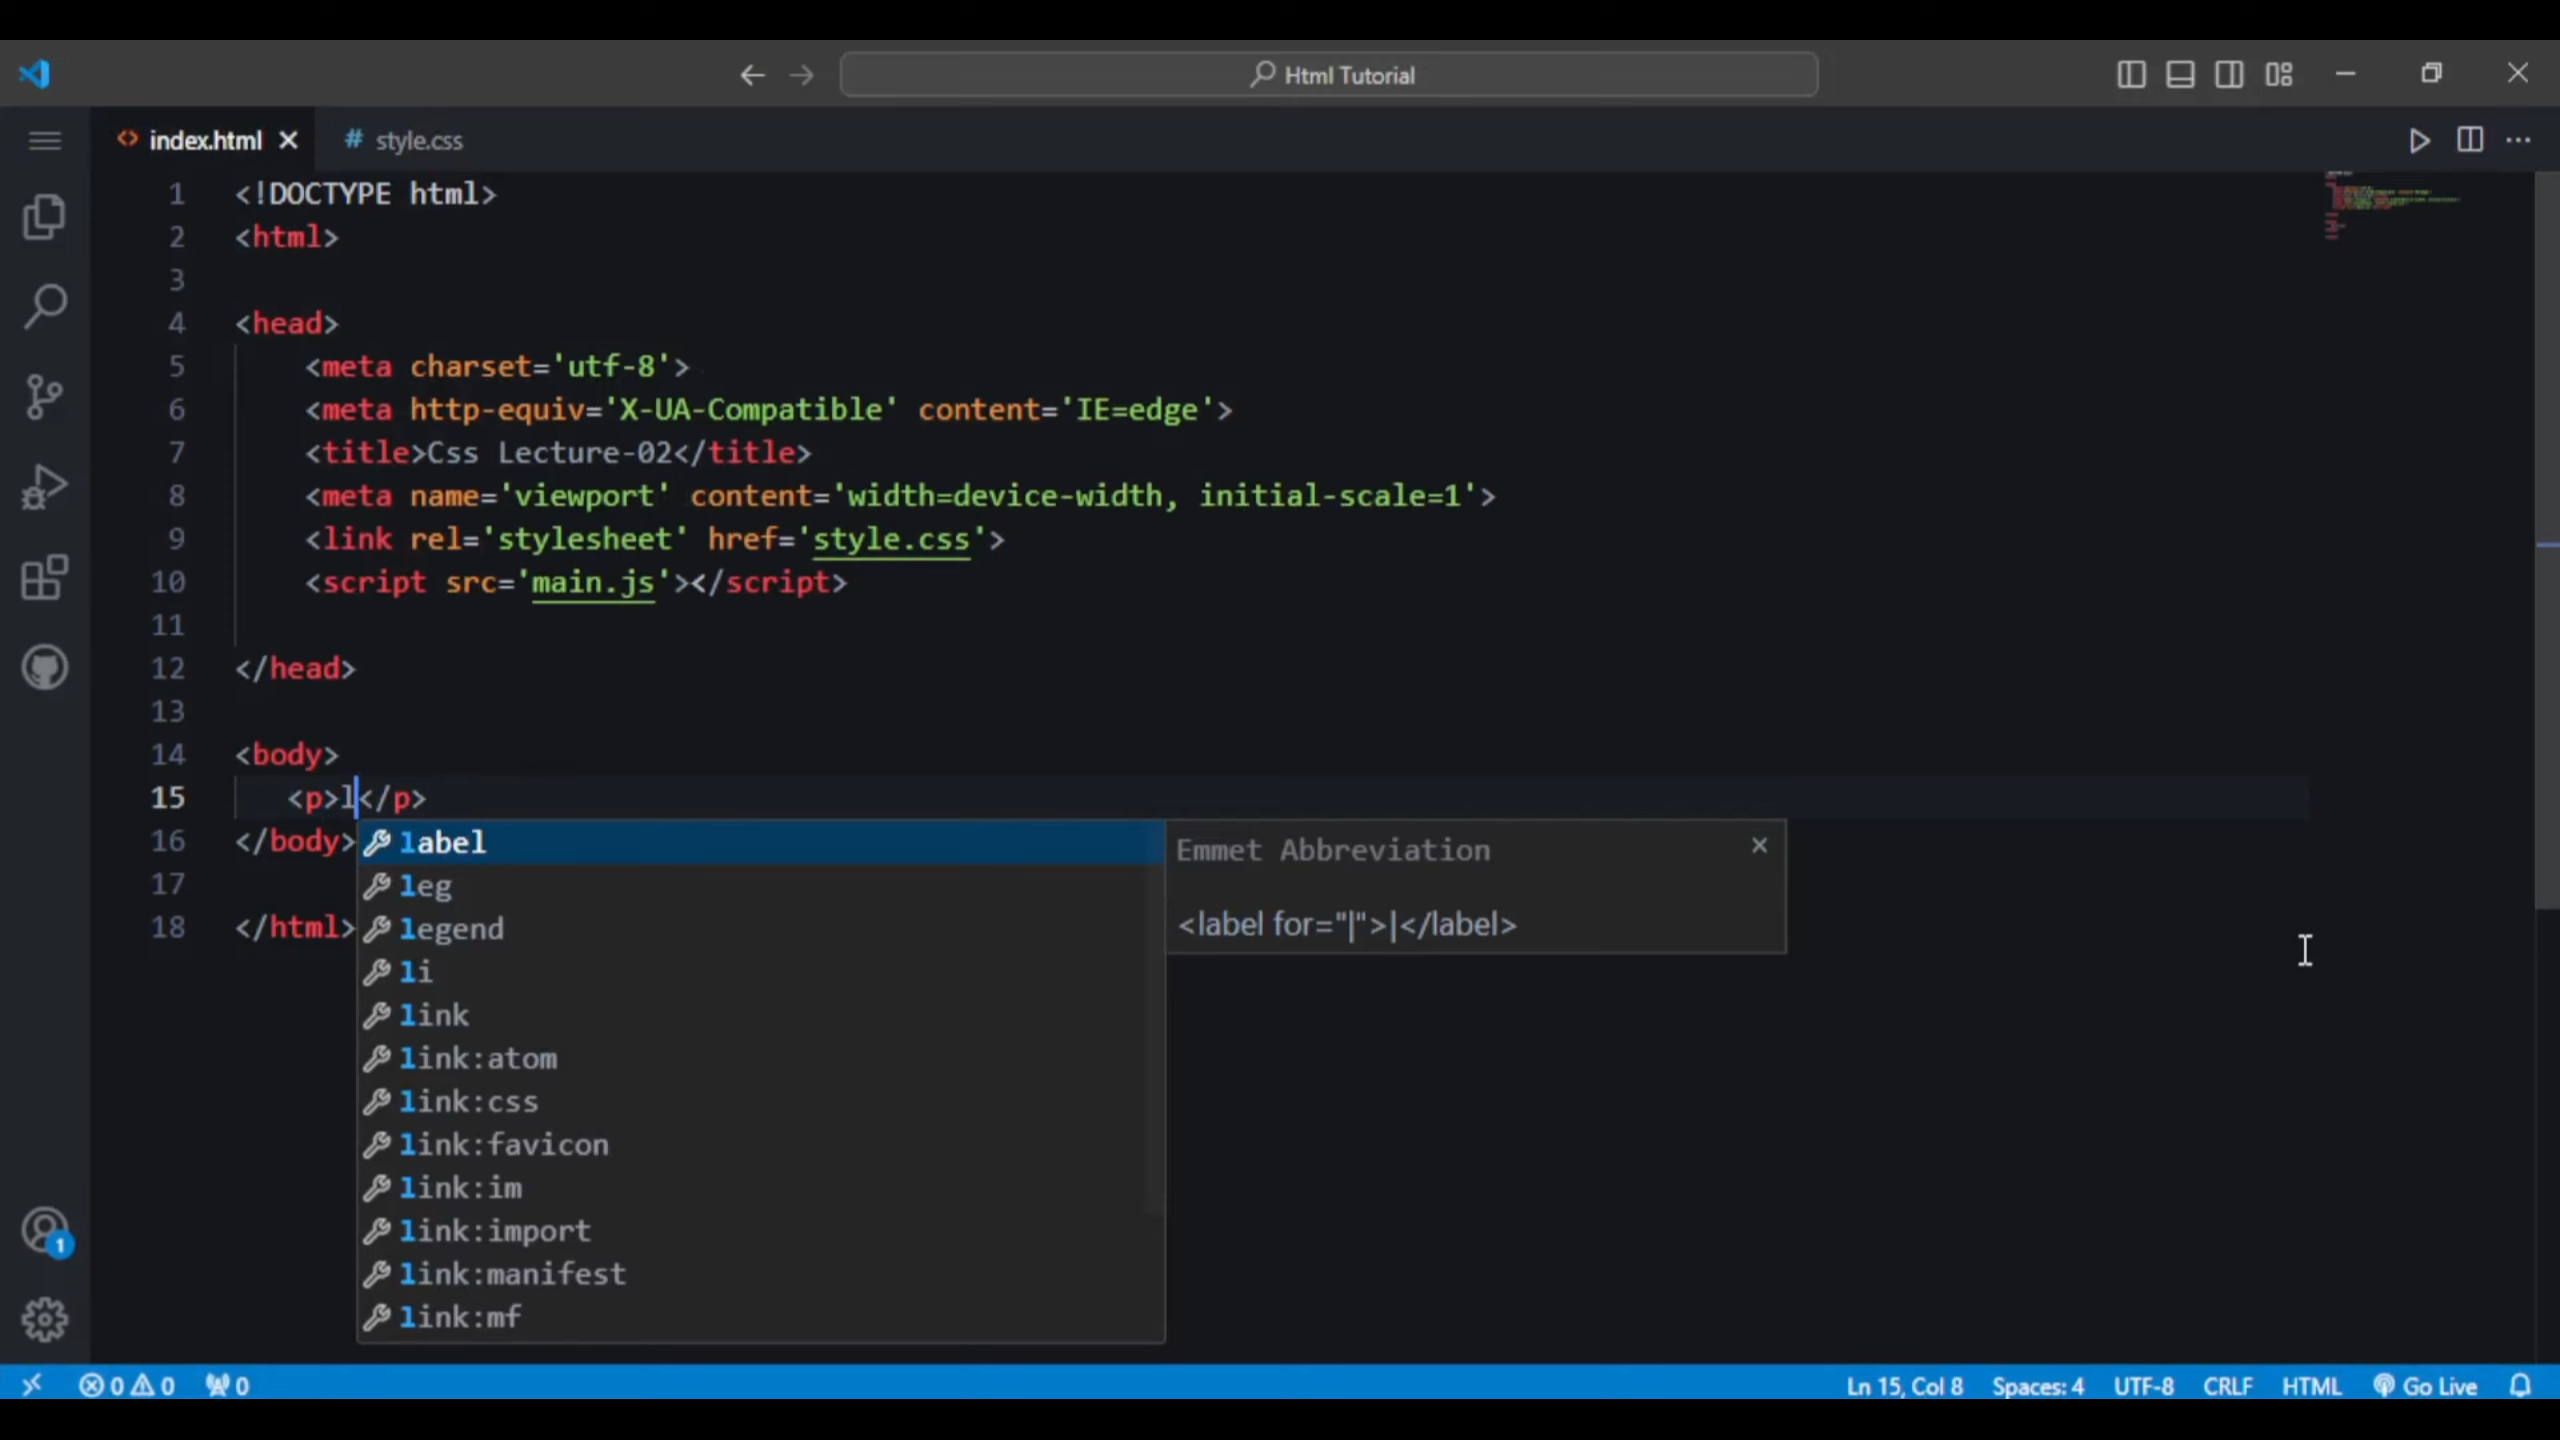 Html Tutorial
index.html
# style.css
1 <!DOCTYPE html>
2 <html>
3
4 <head>
5 <meta charset='utf-8'>
6 <meta http-equiv='X-UA-Compatible' content='IE=edge'>
7 <title>Css Lecture-02</title>
8 <meta name='viewport' content='width=device-width, initial-scale=1'>
9 <link rel='stylesheet' href='style.css'>
10 <script src='main.js'></script>
11
12 </head>
13
14 <body>
15 <p>l</p>
16 </body>
17
18 </html>
label
leg
legend
li
link
link:atom
link:css
link:favicon
link:im
link:import
link:manifest
link:mf
Emmet Abbreviation
<label for="|">|</label>
1
0 0 0 Ln 15, Col 8 Spaces: 4 UTF-8 CRLF HTML Go Live